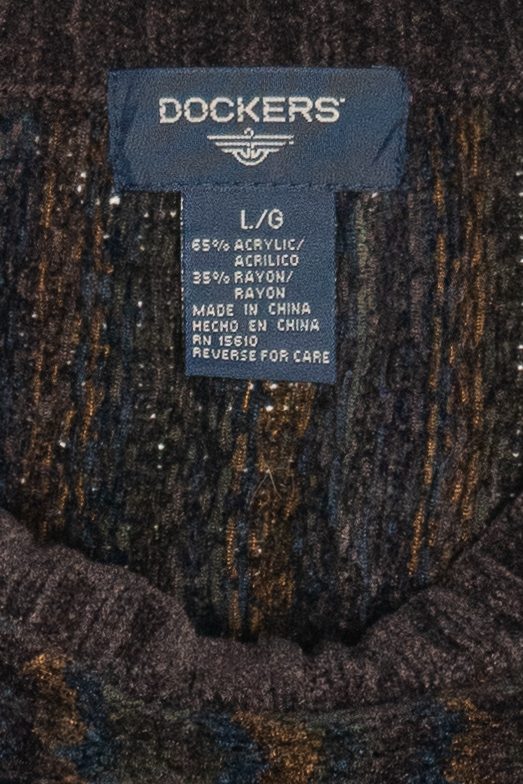 DOCKERS
L/G
65% ACRYLIC/
ACRILICO
35% RAYON/
RAYON
MADE IN CHINA
HECHO EN CHINA
RN 15610
REVERSE FOR CARE